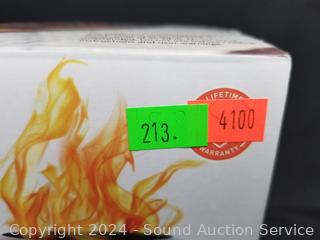 LIFETIME
213.
4100
WARRANTY
Copyright © 2024 - Sound Auction Service